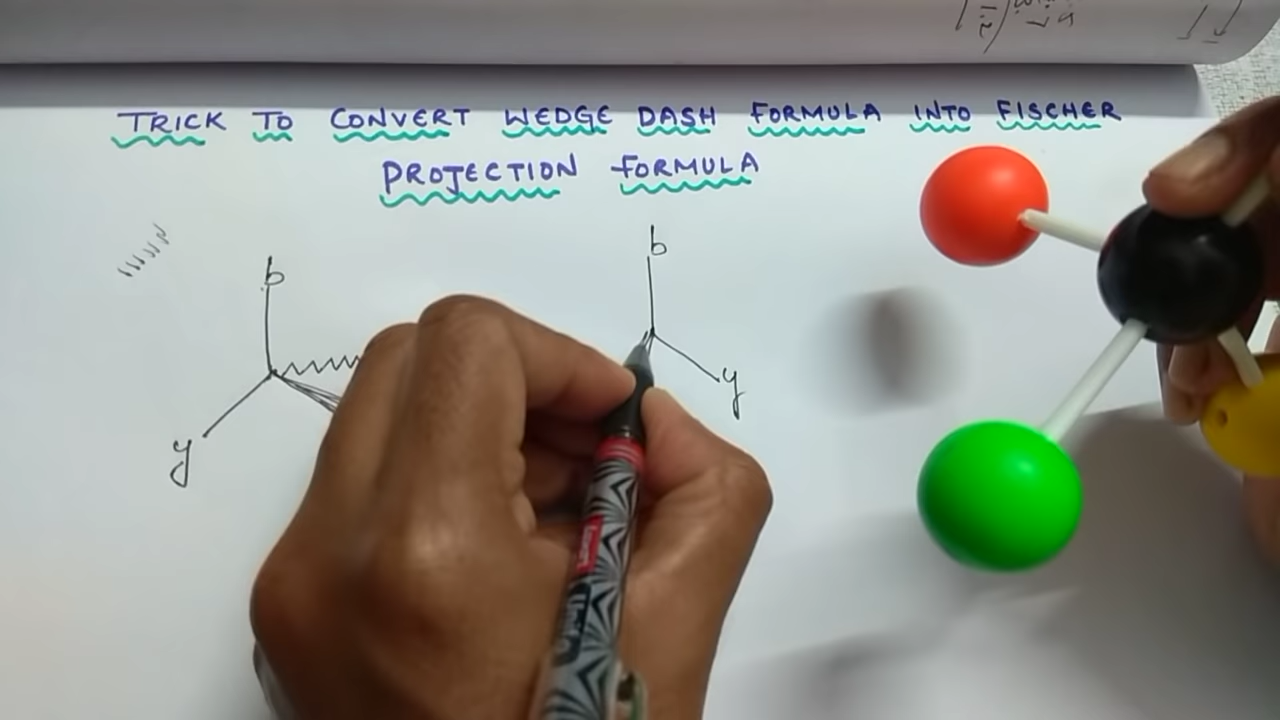 TRICK TO CONVERT WEDGE DASH FORMULA INTO FISCHER
PROJECTION FORMULA
b
b
y
y